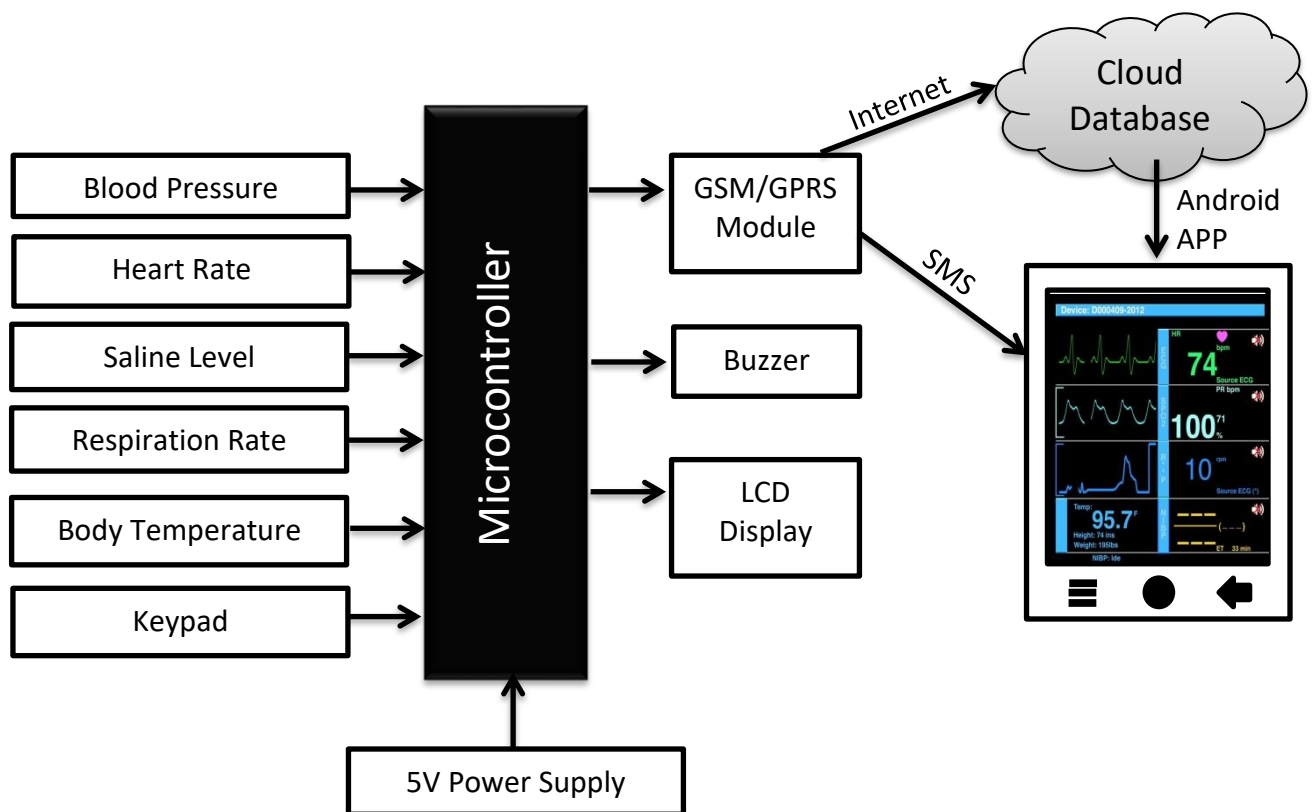 Cloud
Database
Internet
Blood Pressure
GSM/GPRS
Module
Android
APP
Heart Rate
Microcontroller
SMS
Saline Level
Buzzer
Respiration Rate
LCD
Display
Body Temperature
Keypad
5V Power Supply
Device: D000409-2012
HR
bpm
74
Source ECG
PR bpm
100
71
%
rpm
10
Source ECG (*)
Temp:
95.7F
Height: 74 ins
Weight: 195lbs
(---)
ET 33 min
NIBP: Ide